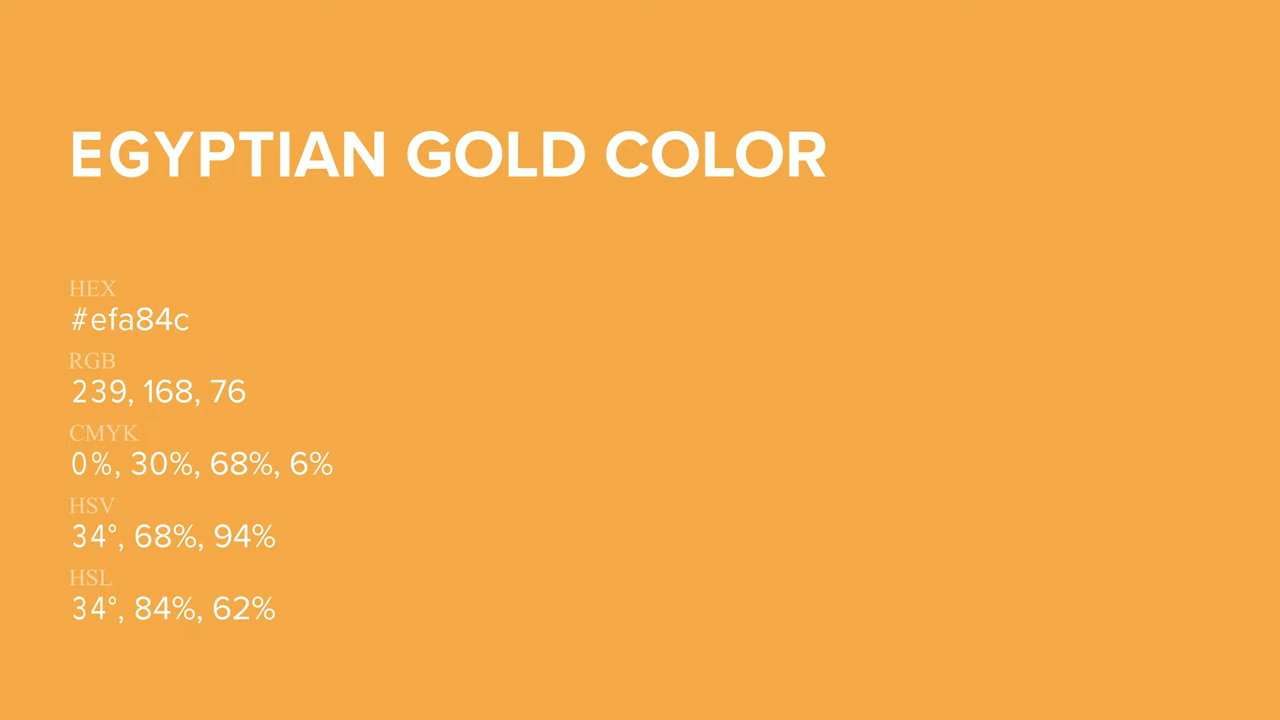 EGYPTIAN GOLD COLOR
HEX
#efa84c
RGB
239, 168, 76
CMYK
0%, 30%, 68%, 6%
HSV
34°, 68%, 94%
HSL
34°, 84%, 62%